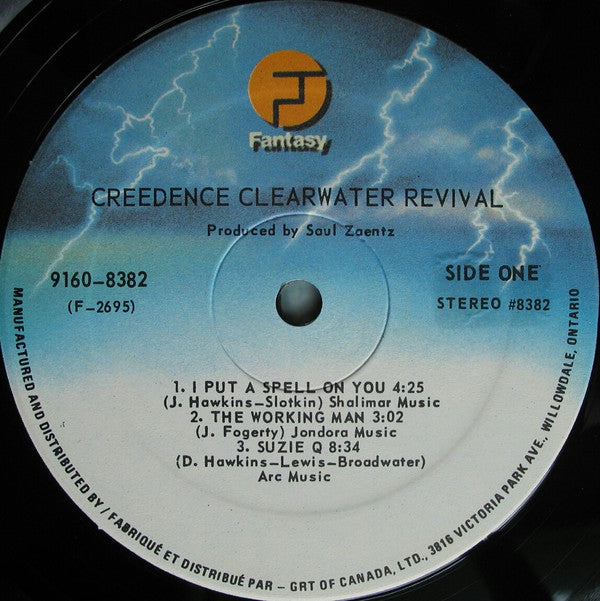 Fantasy
CREEDENCE CLEARWATER REVIVAL
Produced by Saul Zaentz
9160-8382
(F-2695)
SIDE ONE
STEREO #8382
1. I PUT A SPELL ON YOU 4:25
(J. Hawkins-Slotkin) Shalimar Music
2. THE WORKING MAN 3:02
(J. Fogerty) Jondora Music
3. SUZIE Q 8:34
(D. Hawkins-Lewis-Broadwater)
Arc Music
MANUFACTURED AND DISTRIBUTED BY / FABRIQUÉ ET DISTRIBUÉ PAR - GRT OF CANADA, LTD., 3816 VICTORIA PARK AVE., WILLOWDALE, ONTARIO